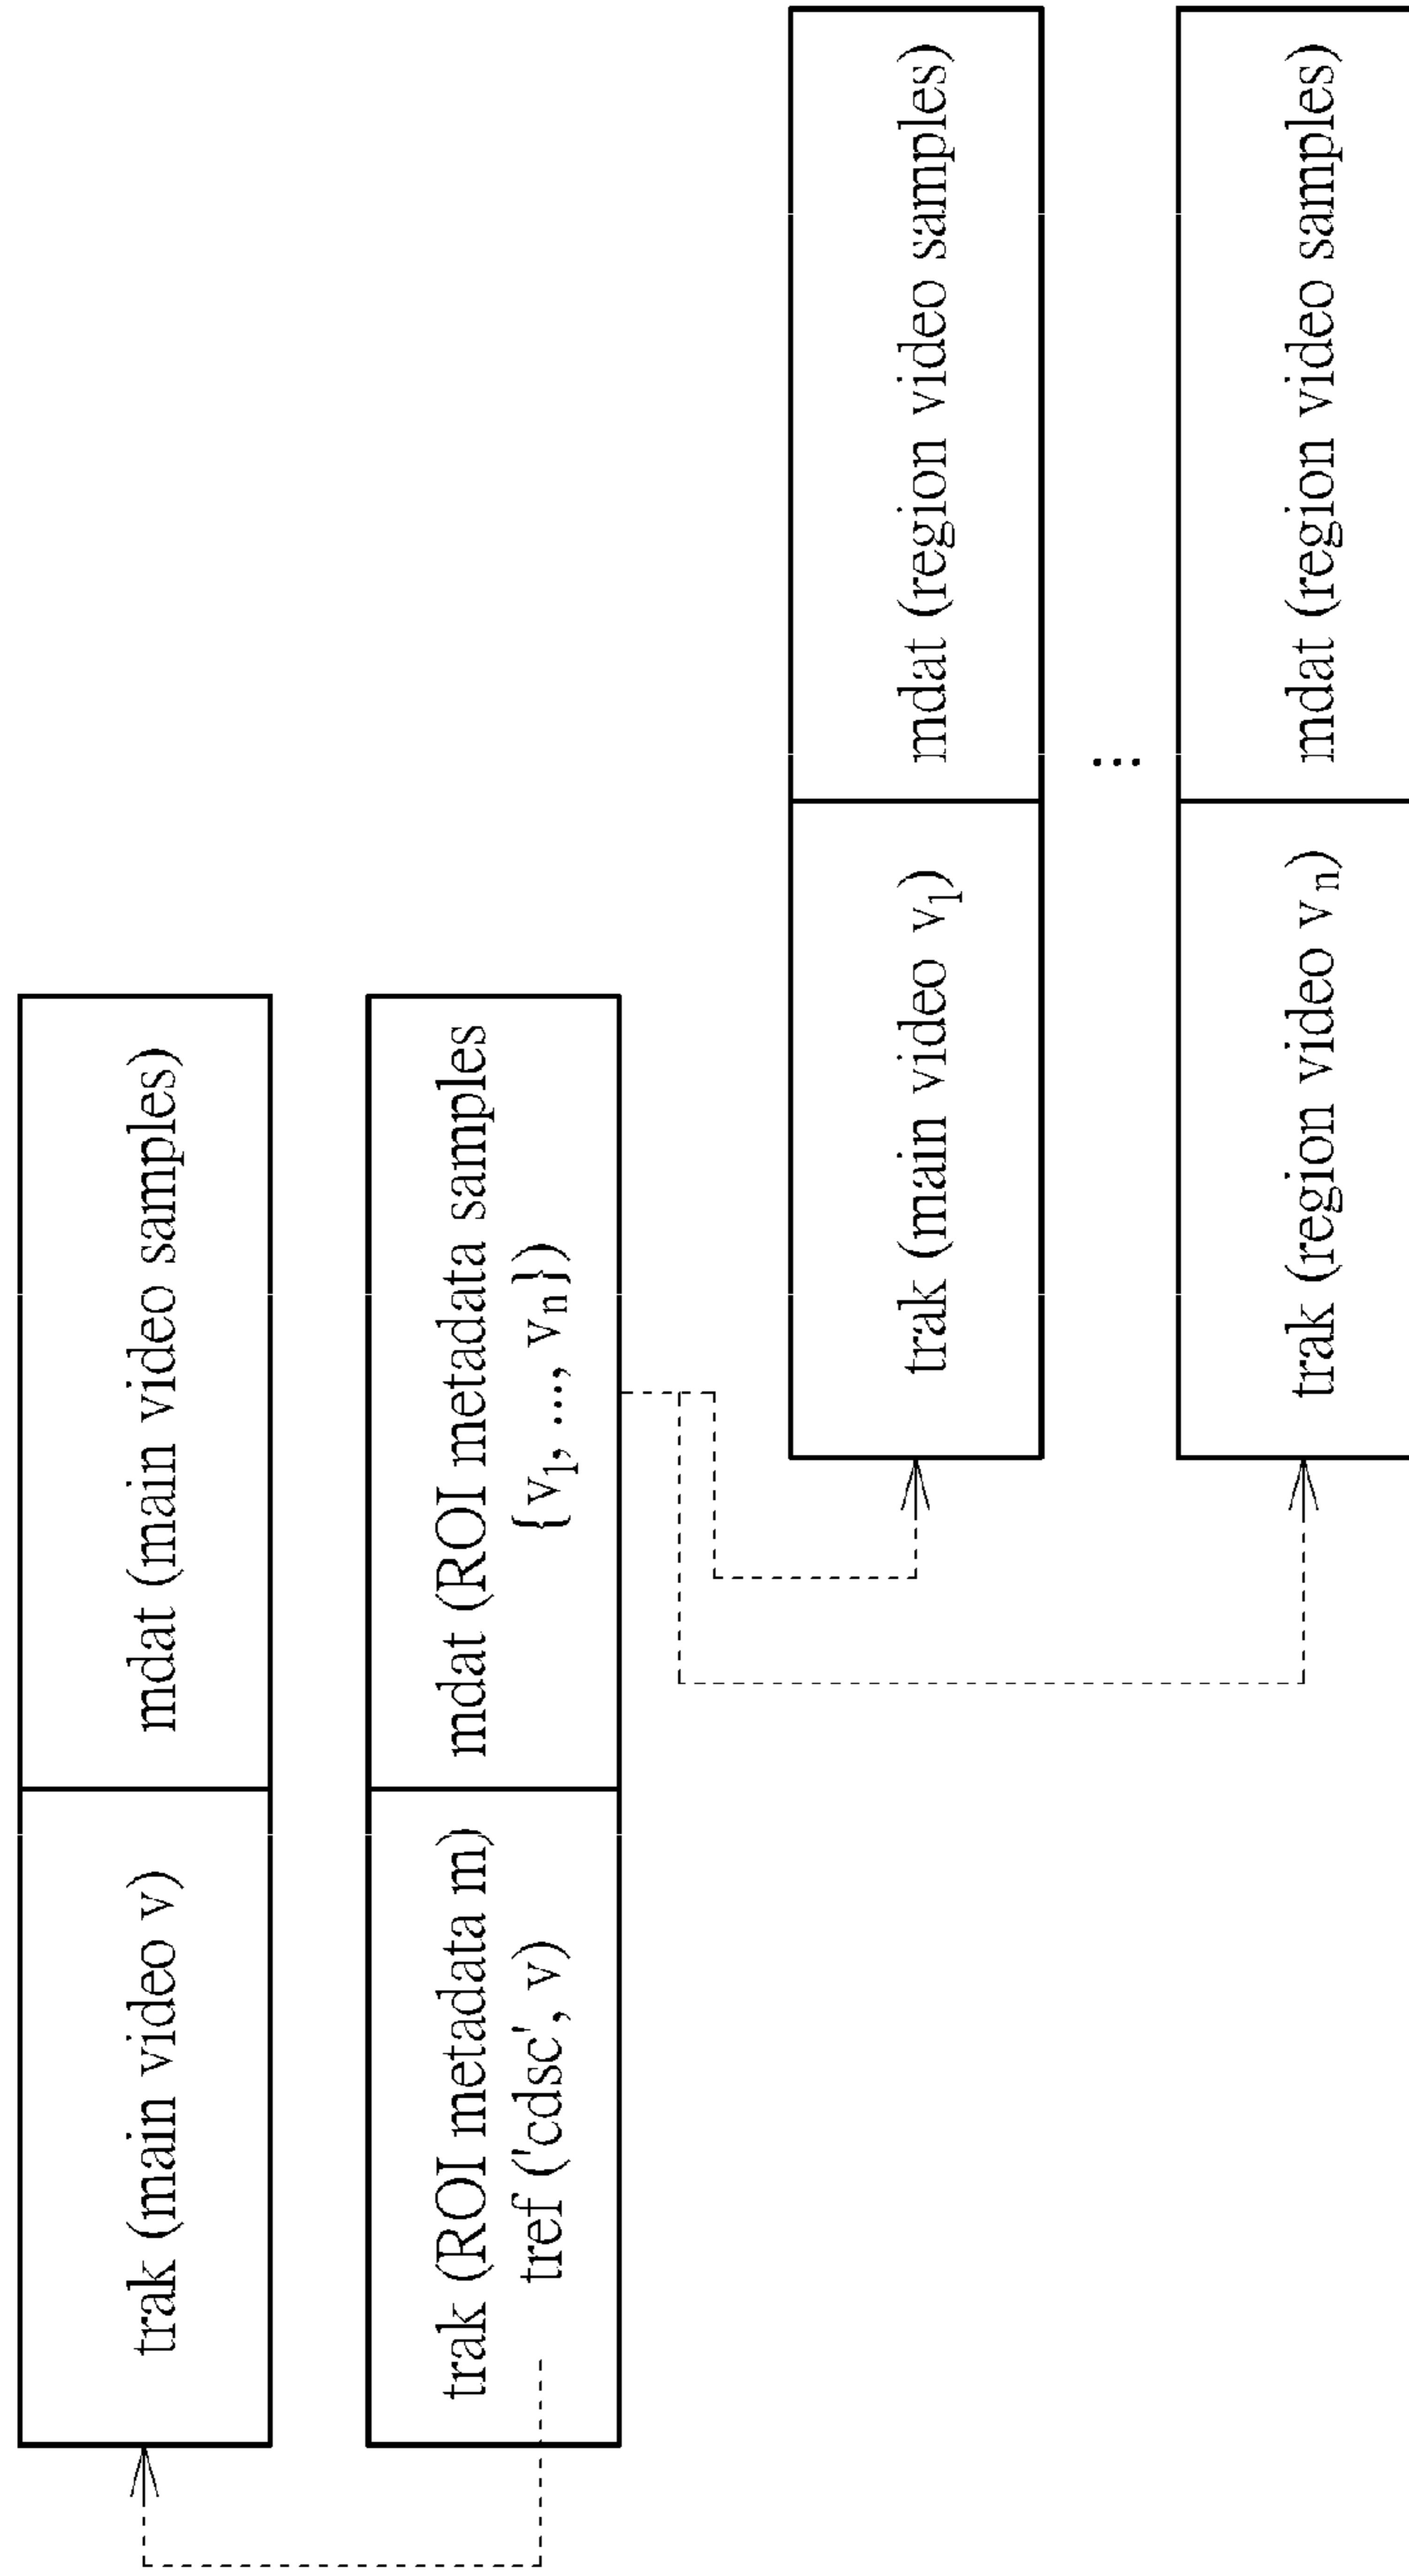 trak (main video v)
mdat (main video samples)
trak (ROI metadata m)
tref ('cdsc', v)
mdat (ROI metadata samples
{v1, ..., vn})
trak (main video v1)
mdat (region video samples)
...
trak (region video vn)
mdat (region video samples)